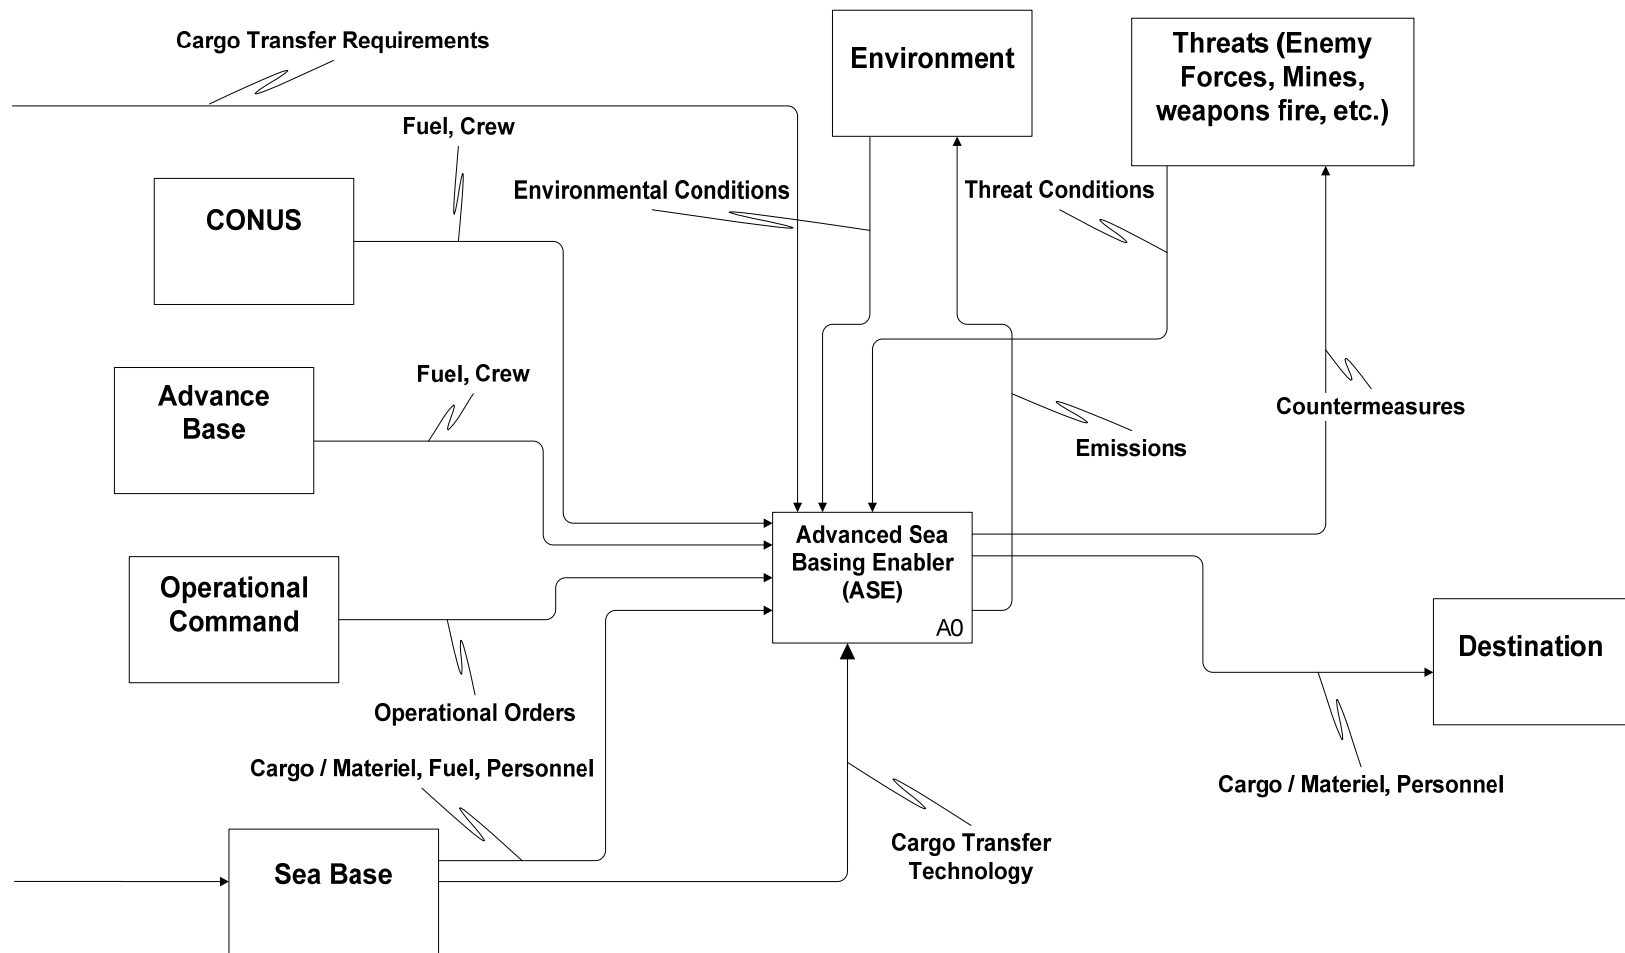 Cargo Transfer Requirements
Environment
Threats (Enemy
Forces, Mines,
weapons fire, etc.)
Fuel, Crew
Environmental Conditions
Threat Conditions
CONUS
Fuel, Crew
Advance
Base
Countermeasures
Emissions
Advanced Sea
Basing Enabler
(ASE)
A0
Operational
Command
Destination
Operational Orders
Cargo / Materiel, Fuel, Personnel
Cargo / Materiel, Personnel
Cargo Transfer
Technology
Sea Base